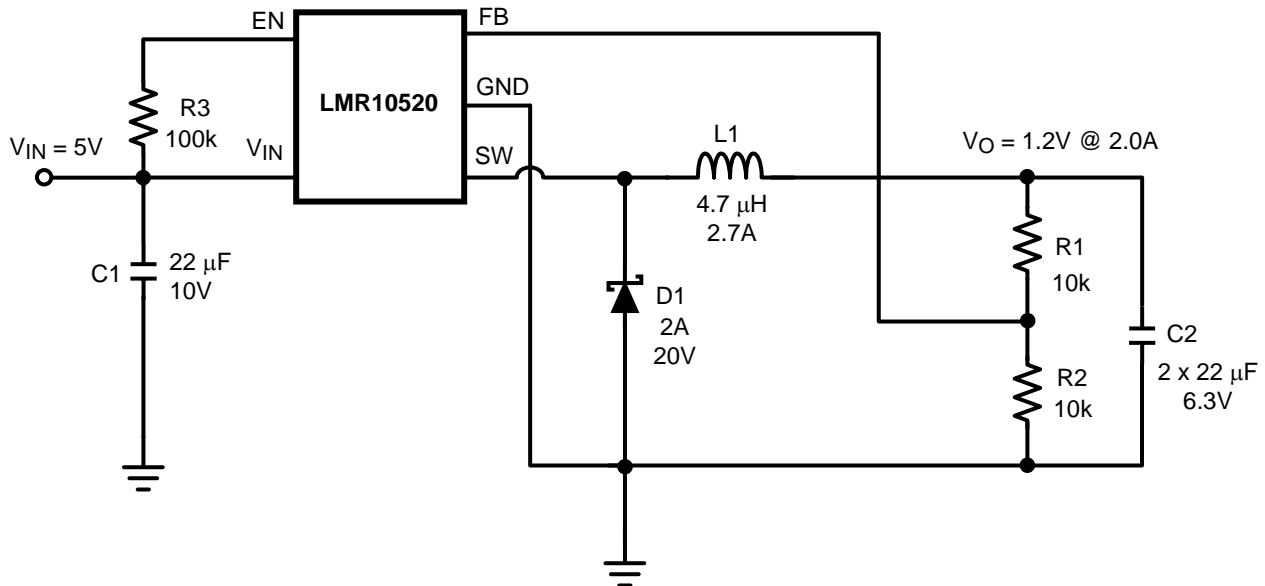 EN
FB
R3
100k
LMR10520
GND
L1
V_IN = 5V
V_IN
SW
V_O = 1.2V @ 2.0A
4.7 μH
2.7A
R1
10k
C1
22 μF
10V
D1
2A
20V
C2
2 x 22 μF
6.3V
R2
10k